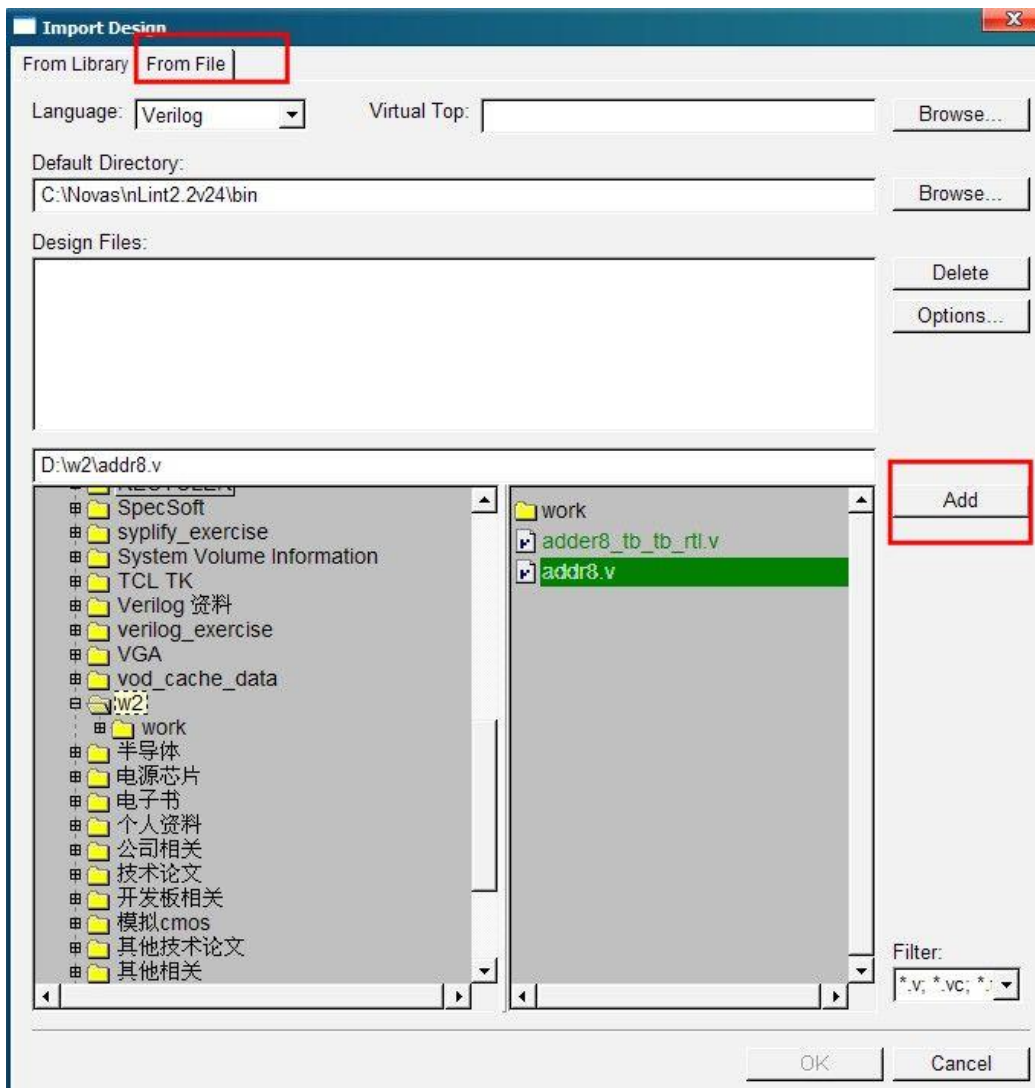 Import Design
From Library From File
Language: Verilog Virtual Top: Browse...
Default Directory:
C:\Novas\nLint2.2v24\bin Browse...
Design Files:
Delete
Options...
D:\w2\addr8.v
Add
RECYCLER
SpecSoft
syplify_exercise
System Volume Information
TCL TK
Verilog 资料
verilog_exercise
VGA
vod_cache_data
w2
work
半导体
电源芯片
电子书
个人资料
公司相关
技术论文
开发板相关
模拟cmos
其他技术论文
其他相关
work
adder8_tb_tb_rtl.v
addr8.v
Filter:
*.v; *.vc; *.
OK Cancel